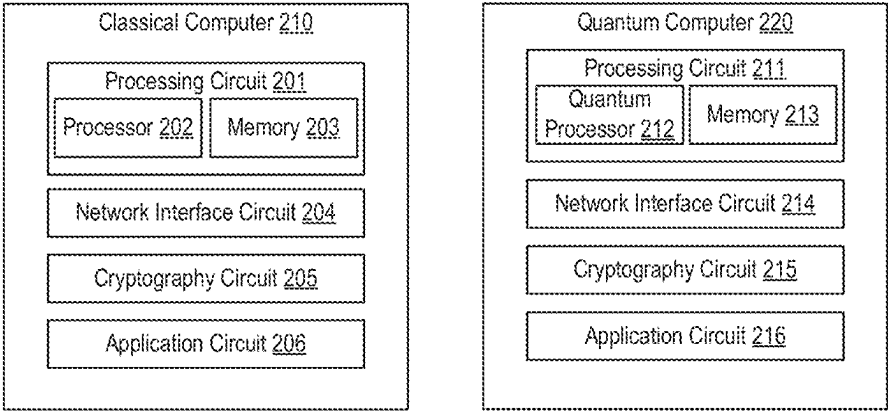 Classical Computer 210
Processing Circuit 201
Processor 202
Memory 203
Network Interface Circuit 204
Cryptography Circuit 205
Application Circuit 206
Quantum Computer 220
Processing Circuit 211
Quantum
Processor 212
Memory 213
Network Interface Circuit 214
Cryptography Circuit 215
Application Circuit 216